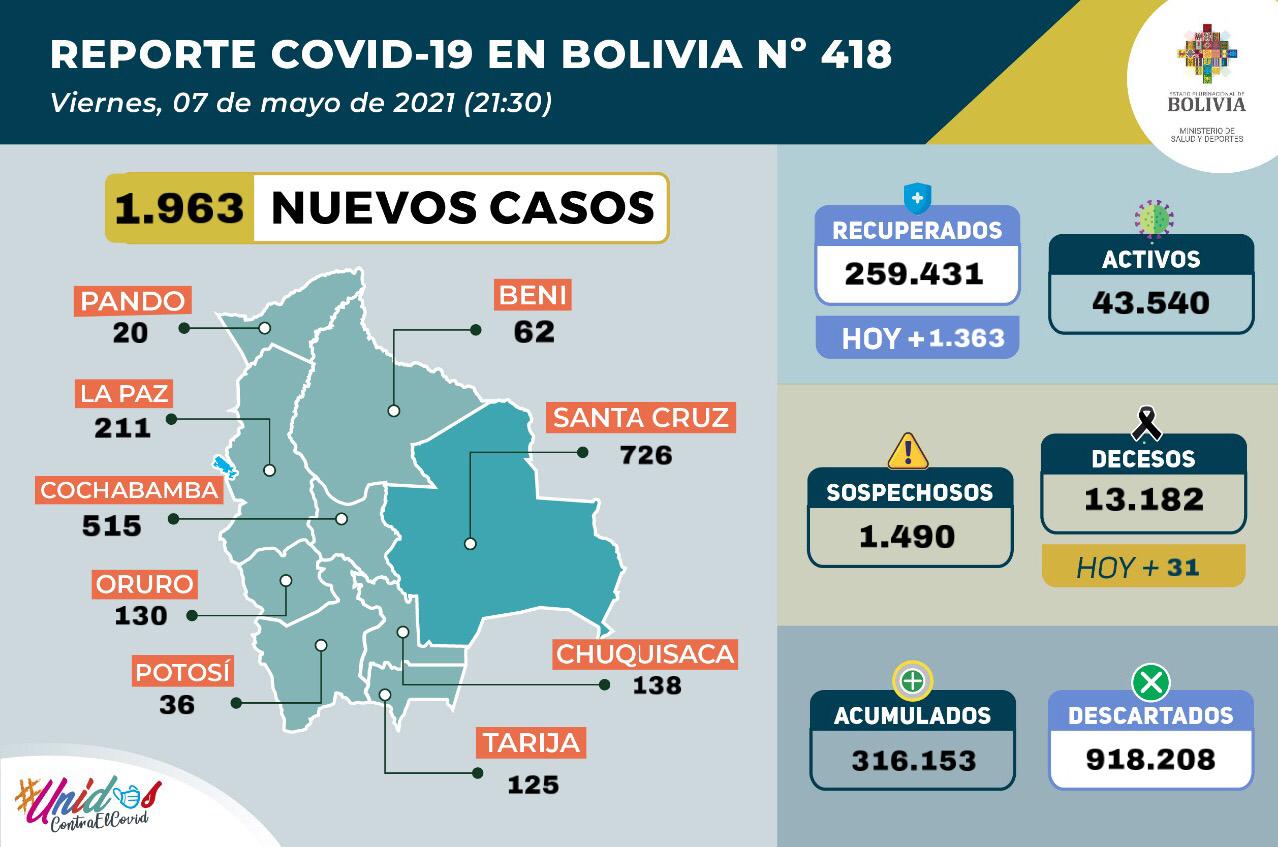 REPORTE COVID-19 EN BOLIVIA Nº 418
Viernes, 07 de mayo de 2021 (21:30)
ESTADO PLURINACIONAL DE
BOLIVIA
MINISTERIO DE
SALUD Y DEPORTES
1.963 NUEVOS CASOS
PANDO
20
BENI
62
LA PAZ
211
SANTA CRUZ
726
COCHABAMBA
515
ORURO
130
CHUQUISACA
138
POTOSÍ
36
TARIJA
125
RECUPERADOS
259.431
HOY +1.363
ACTIVOS
43.540
SOSPECHOSOS
1.490
DECESOS
13.182
HOY + 31
ACUMULADOS
316.153
DESCARTADOS
918.208
#Unidos
ContraElCovid